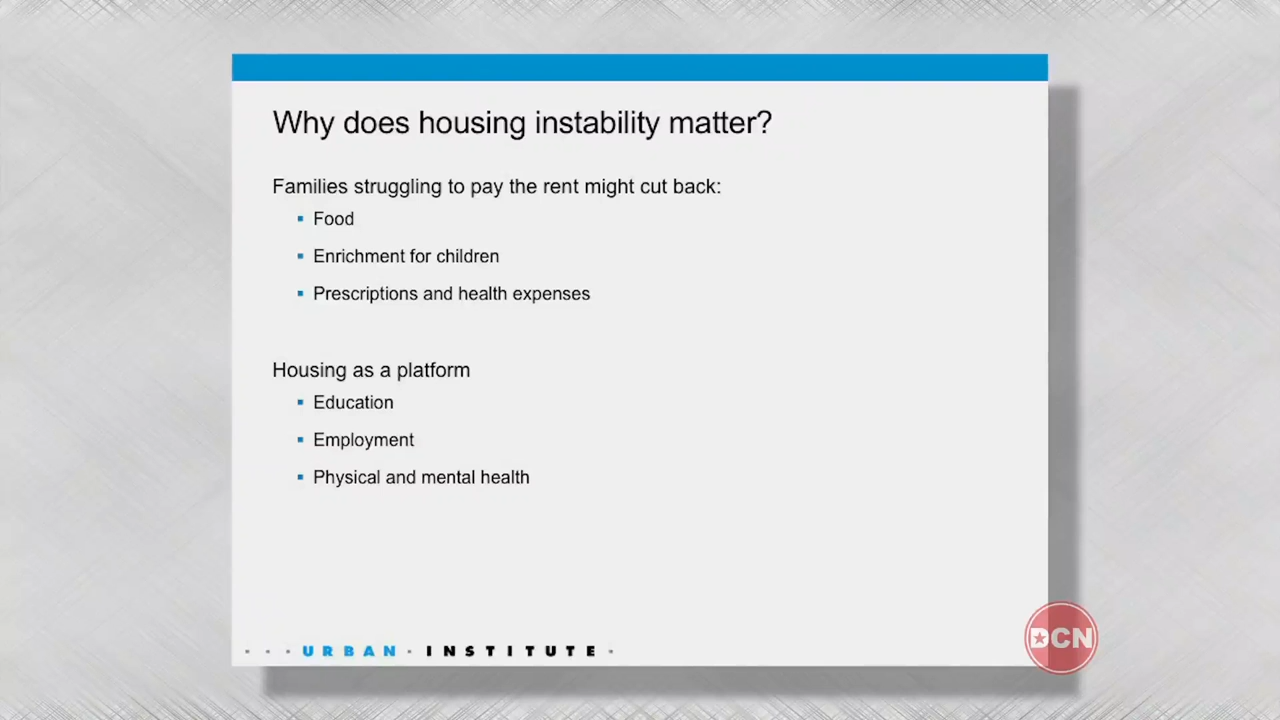 Why does housing instability matter?
Families struggling to pay the rent might cut back:
Food
Enrichment for children
Prescriptions and health expenses
Housing as a platform
Education
Employment
Physical and mental health
URBAN · INSTITUTE
DCN